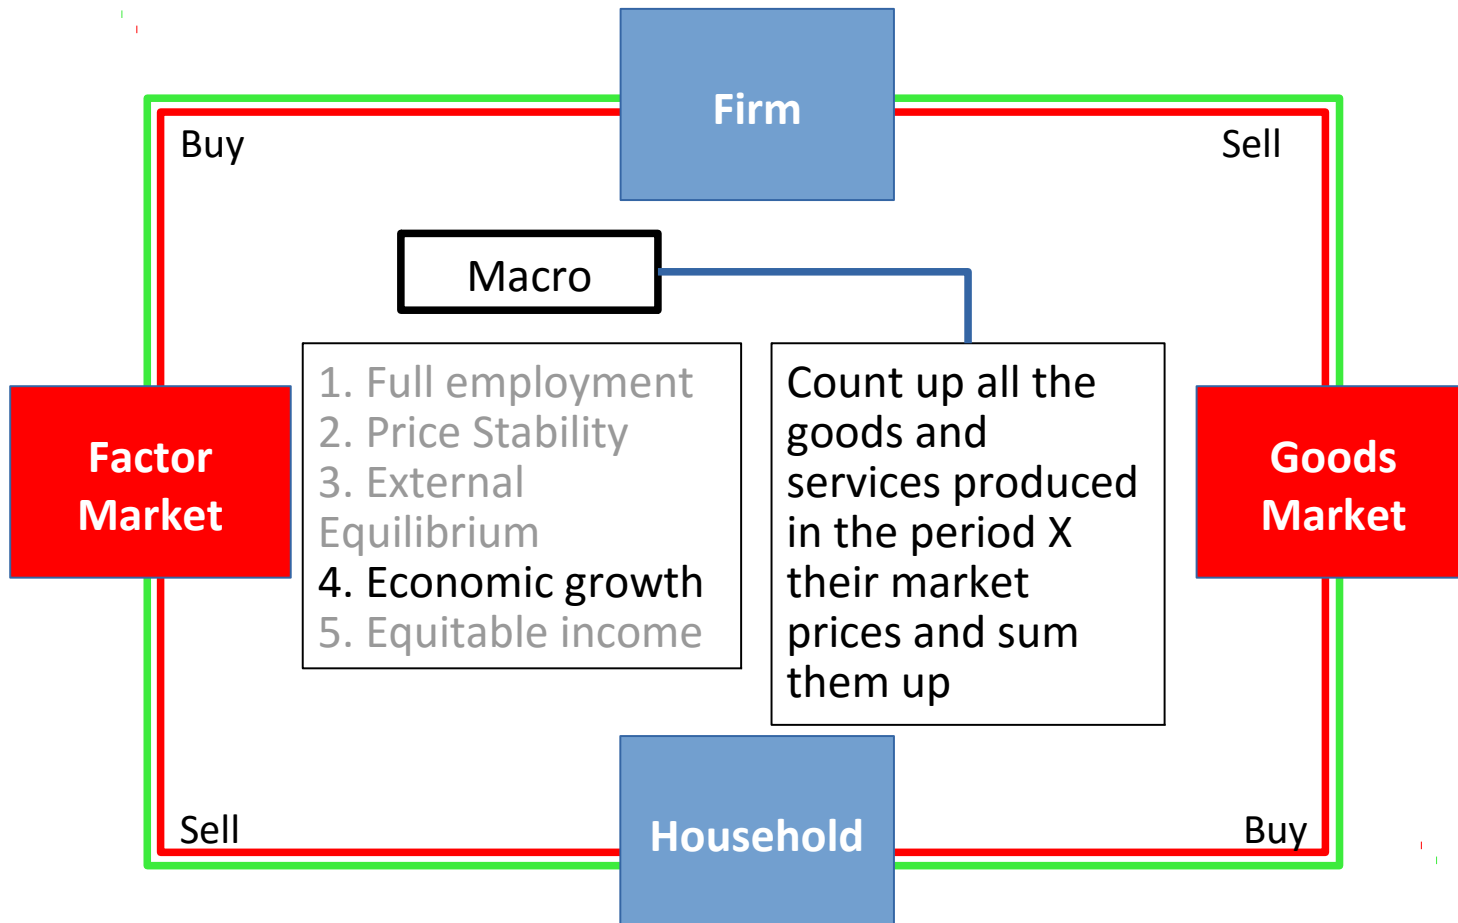 Firm
Buy
Sell
Macro
1. Full employment
2. Price Stability
3. External
Equilibrium
4. Economic growth
5. Equitable income
Count up all the
goods and
services produced
in the period X
their market
prices and sum
them up
Factor
Market
Goods
Market
Sell
Household
Buy